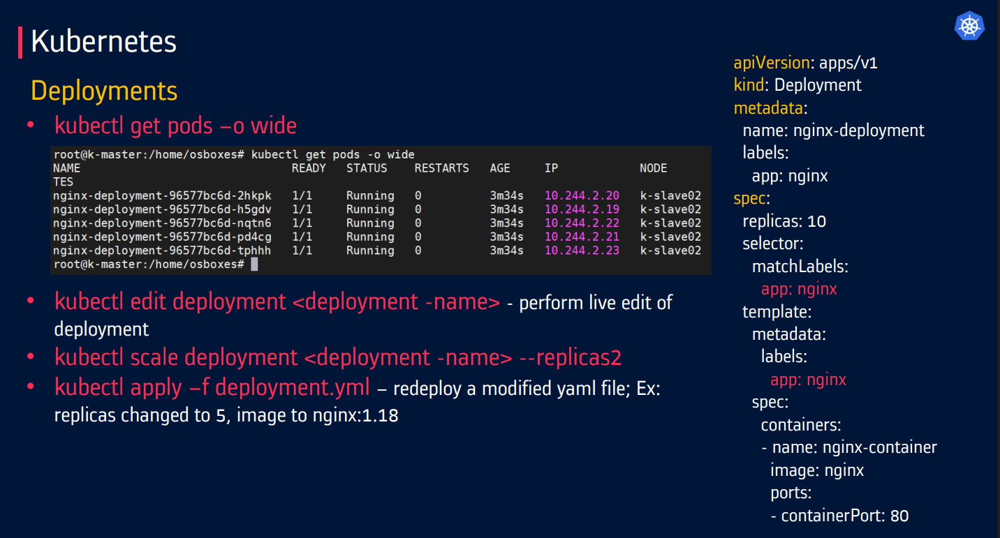 Kubernetes
Deployments
• kubectl get pods –o wide
root@k-master:/home/osboxes# kubectl get pods -o wide
NAME READY STATUS RESTARTS AGE IP NODE
TES
nginx-deployment-96577bc6d-2hkpk 1/1 Running 0 3m34s 10.244.2.20 k-slave02
nginx-deployment-96577bc6d-h5gdv 1/1 Running 0 3m34s 10.244.2.19 k-slave02
nginx-deployment-96577bc6d-nqtn6 1/1 Running 0 3m34s 10.244.2.22 k-slave02
nginx-deployment-96577bc6d-pd4cg 1/1 Running 0 3m34s 10.244.2.21 k-slave02
nginx-deployment-96577bc6d-tphhh 1/1 Running 0 3m34s 10.244.2.23 k-slave02
root@k-master:/home/osboxes#
• kubectl edit deployment <deployment -name> - perform live edit of
deployment
• kubectl scale deployment <deployment -name> --replicas2
• kubectl apply –f deployment.yml – redeploy a modified yaml file; Ex:
replicas changed to 5, image to nginx:1.18
apiVersion: apps/v1
kind: Deployment
metadata:
name: nginx-deployment
labels:
app: nginx
spec:
replicas: 10
selector:
matchLabels:
app: nginx
template:
metadata:
labels:
app: nginx
spec:
containers:
- name: nginx-container
image: nginx
ports:
- containerPort: 80